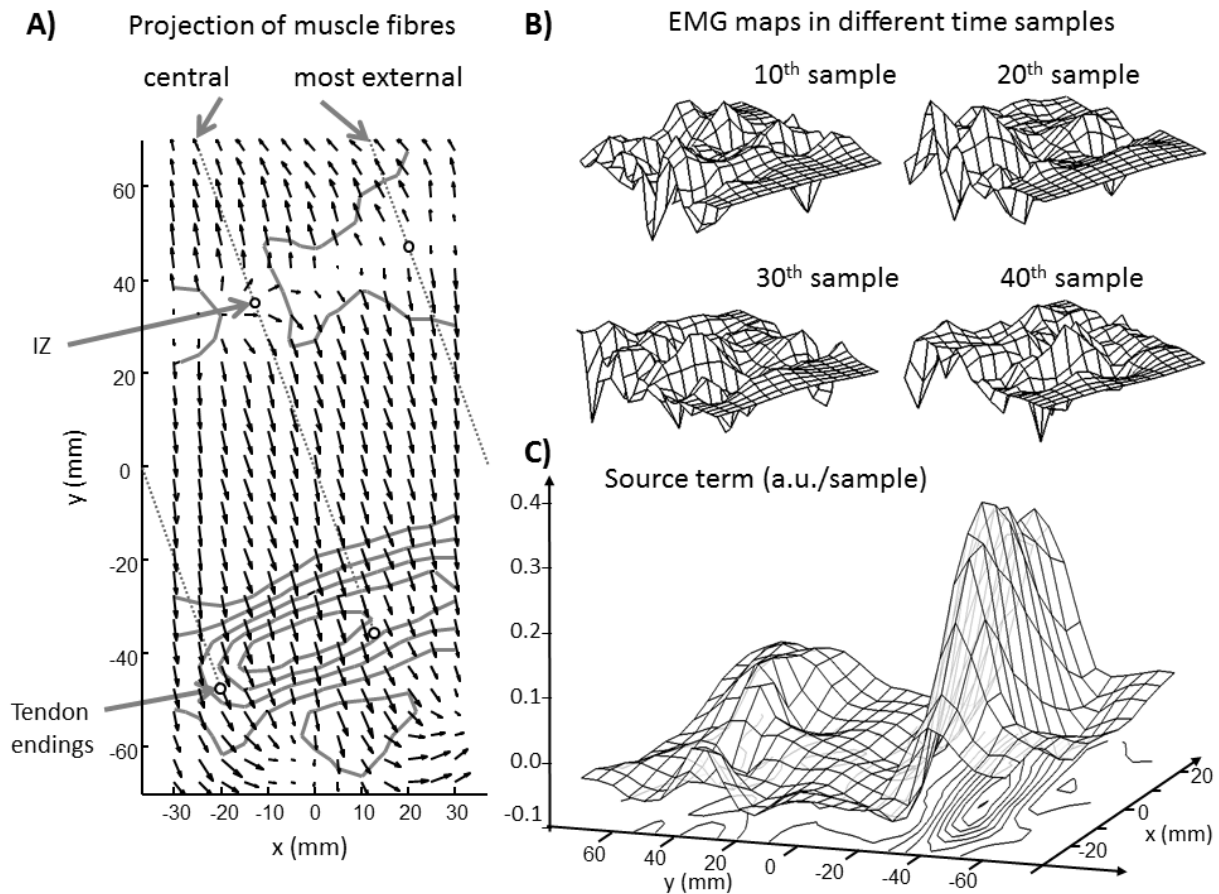 A) Projection of muscle fibres
central most external
60
40
20
0
-20
-40
-60
y (mm)
IZ
Tendon
endings
-30 -20 -10 0 10 20 30
x (mm)
B) EMG maps in different time samples
10th sample 20th sample
30th sample 40th sample
C) Source term (a.u./sample)
0.4
0.3
0.2
0.1
0.0
-0.1
60 40 20 0 -20 -40 -60
y (mm)
-20 0 20
x (mm)